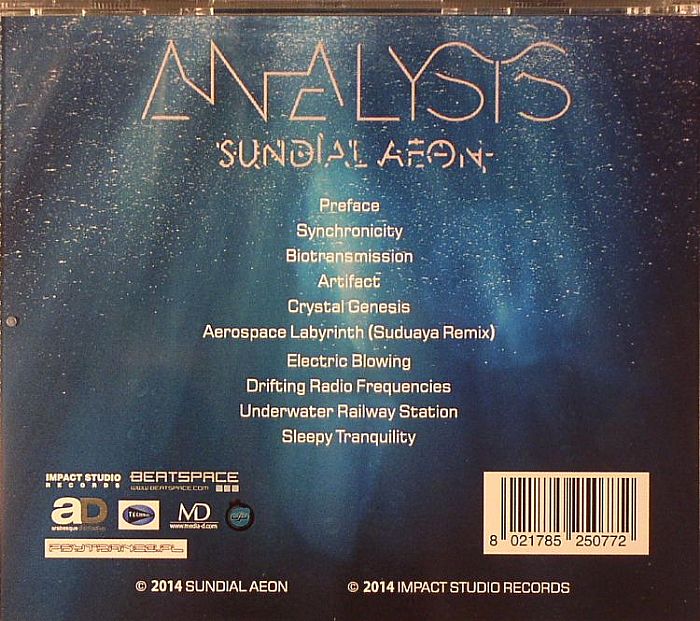 ANALYSIS
SUNDIAL AEON
Preface
Synchronicity
Biotransmission
Artifact
Crystal Genesis
Aerospace Labyrinth (Suduaya Remix)
Electric Blowing
Drifting Radio Frequencies
Underwater Railway Station
Sleepy Tranquility
IMPACT STUDIO
RECORDS
BEATSPACE
WWW.BEATSPACE.COM
aD
MD
www.media-d.com
PSYTRANCE.PL
8 021785 250772
© 2014 SUNDIAL AEON
© 2014 IMPACT STUDIO RECORDS